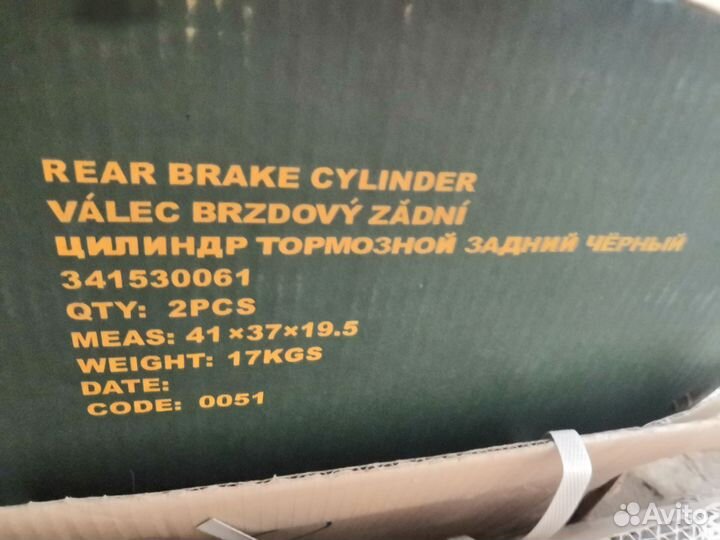 REAR BRAKE CYLINDER
VÁLEC BRZDOVÝ ZĂDNÍ
ЦИЛИНДР ТОРМОЗНОЙ ЗАДНИЙ ЧЁРНЫЙ
341530061
QTY: 2PCS
MEAS: 41×37×19.5
WEIGHT: 17KGS
DATE:
CODE: 0051
Avito